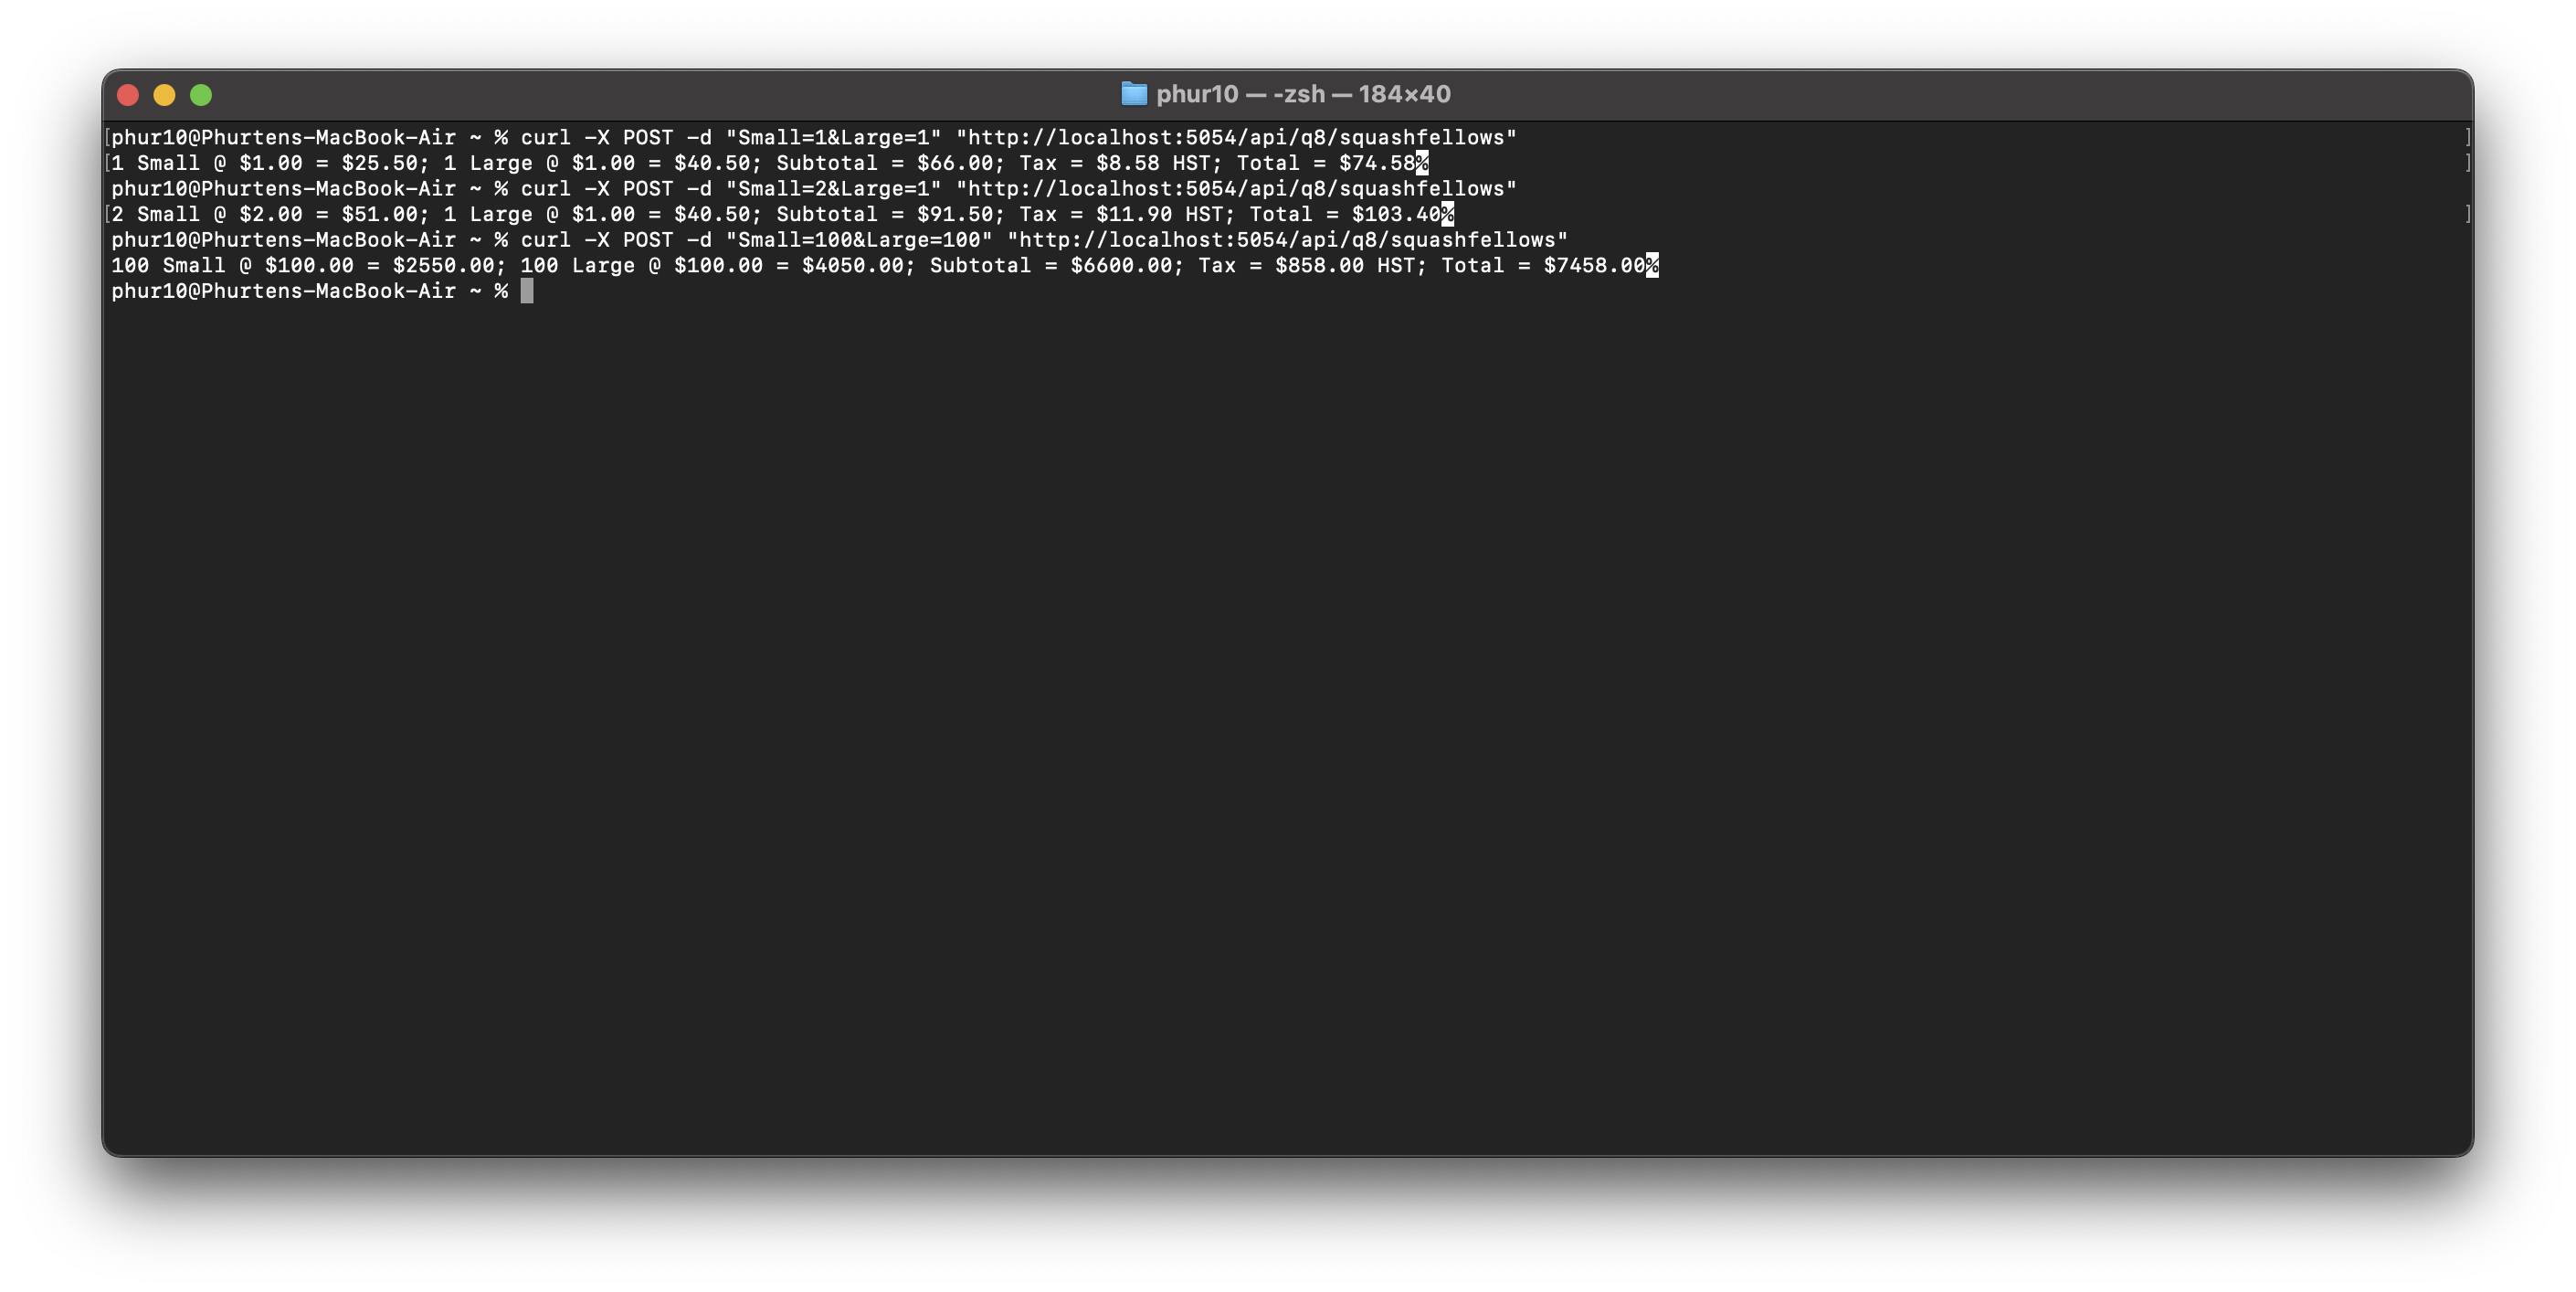 phur10 — -zsh — 184×40
[phur10@Phurtens-MacBook-Air ~ % curl -X POST -d "Small=1&Large=1" "http://localhost:5054/api/q8/squashfellows" ]
[1 Small @ $1.00 = $25.50; 1 Large @ $1.00 = $40.50; Subtotal = $66.00; Tax = $8.58 HST; Total = $74.58% ]
phur10@Phurtens-MacBook-Air ~ % curl -X POST -d "Small=2&Large=1" "http://localhost:5054/api/q8/squashfellows"
[2 Small @ $2.00 = $51.00; 1 Large @ $1.00 = $40.50; Subtotal = $91.50; Tax = $11.90 HST; Total = $103.40% ]
phur10@Phurtens-MacBook-Air ~ % curl -X POST -d "Small=100&Large=100" "http://localhost:5054/api/q8/squashfellows"
100 Small @ $100.00 = $2550.00; 100 Large @ $100.00 = $4050.00; Subtotal = $6600.00; Tax = $858.00 HST; Total = $7458.00%
phur10@Phurtens-MacBook-Air ~ %